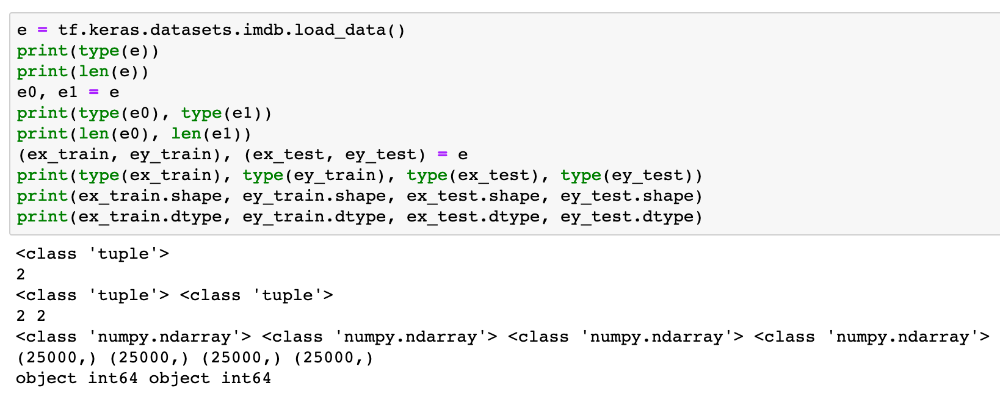 e = tf.keras.datasets.imdb.load_data()
print(type(e))
print(len(e))
e0, e1 = e
print(type(e0), type(e1))
print(len(e0), len(e1))
(ex_train, ey_train), (ex_test, ey_test) = e
print(type(ex_train), type(ey_train), type(ex_test), type(ey_test))
print(ex_train.shape, ey_train.shape, ex_test.shape, ey_test.shape)
print(ex_train.dtype, ey_train.dtype, ex_test.dtype, ey_test.dtype)
<class 'tuple'>
2
<class 'tuple'> <class 'tuple'>
2 2
<class 'numpy.ndarray'> <class 'numpy.ndarray'> <class 'numpy.ndarray'> <class 'numpy.ndarray'>
(25000,) (25000,) (25000,) (25000,)
object int64 object int64